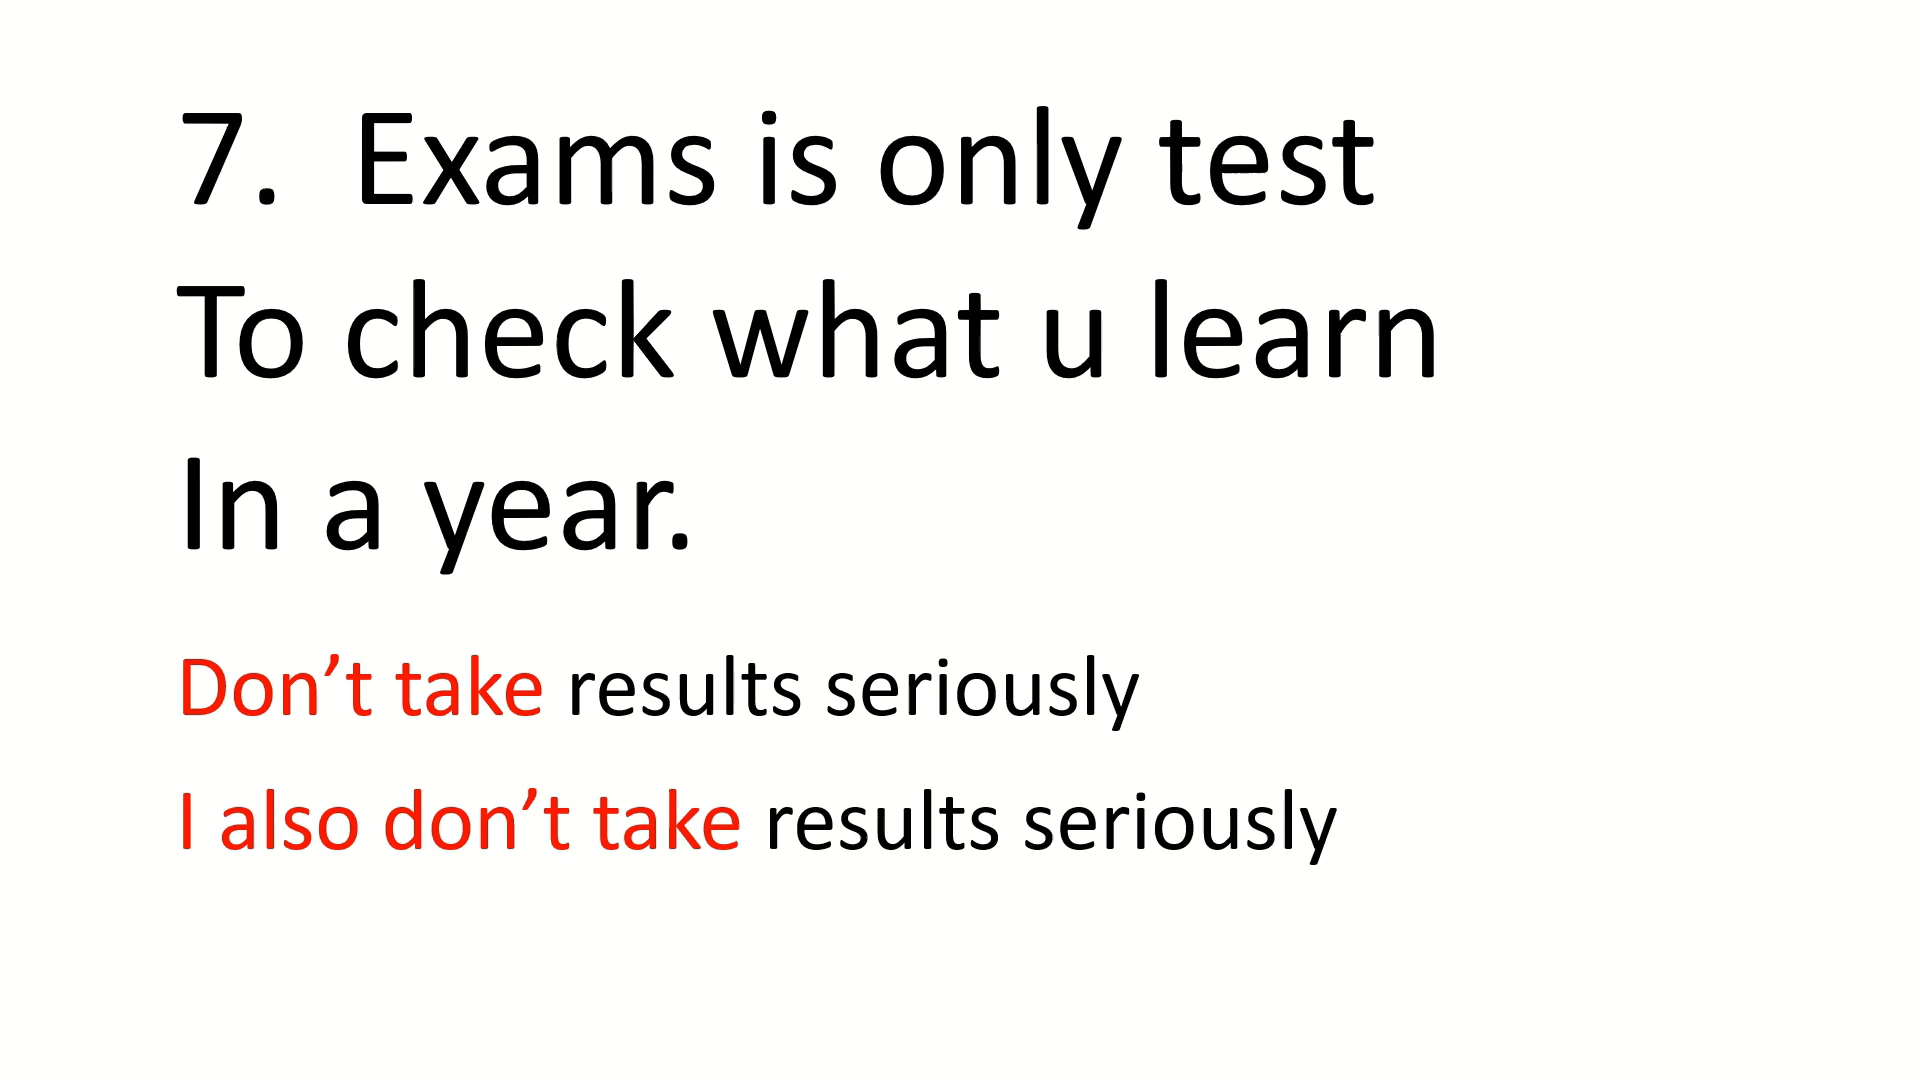 7. Exams is only test
To check what u learn
In a year.
Don’t take results seriously
I also don’t take results seriously